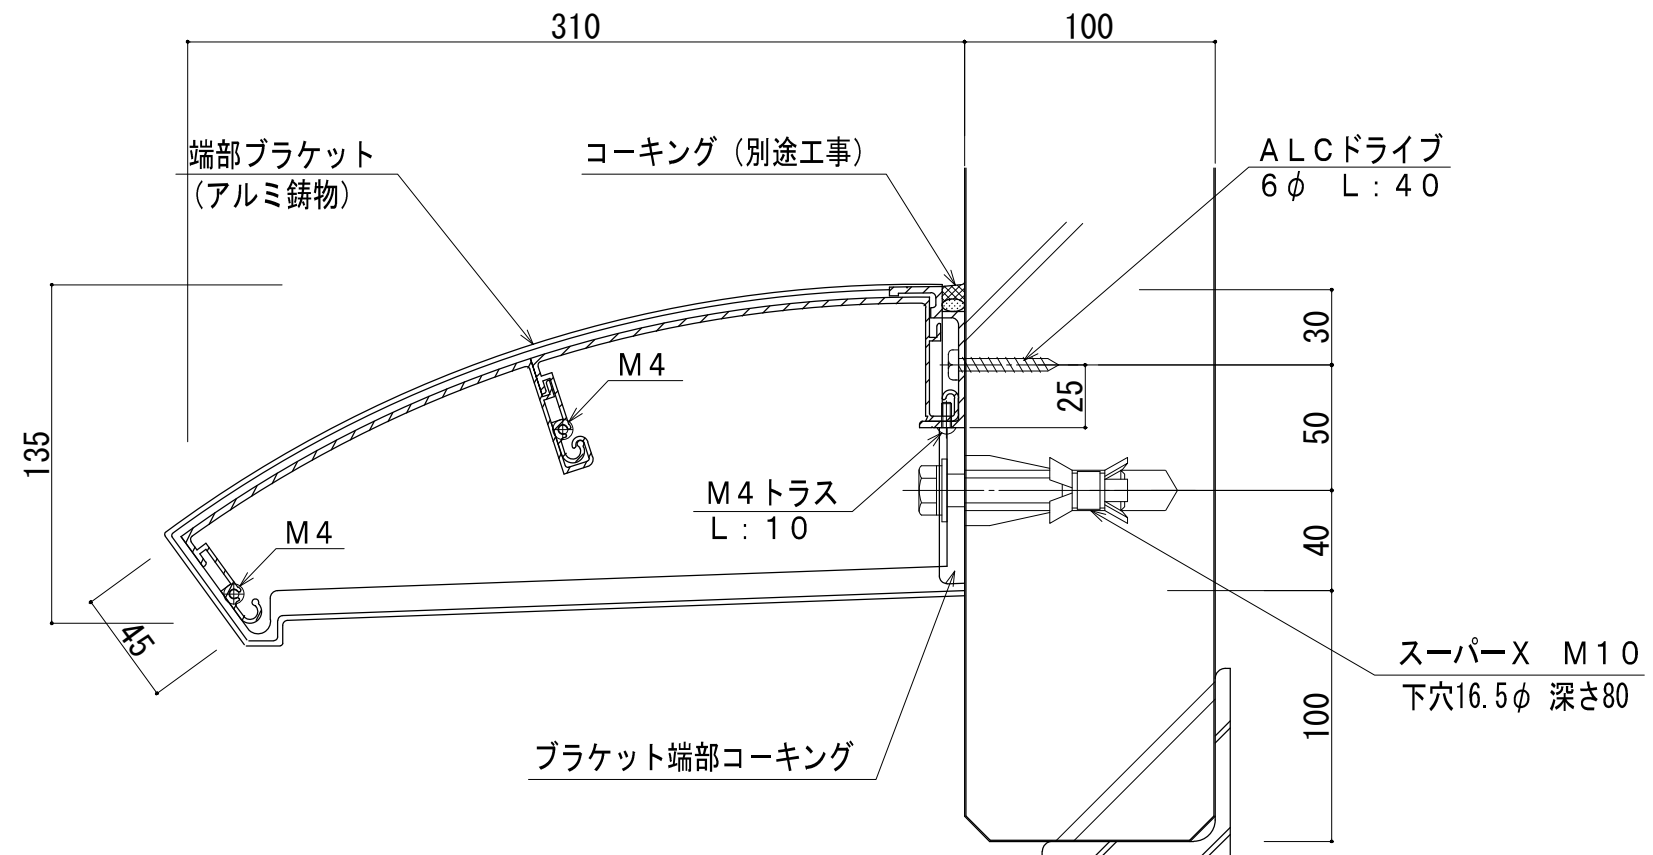 310
100
端部ブラケット
（アルミ鋳物）
コーキング（別途工事）
ＡＬＣドライブ
６φ　Ｌ：４０
30
Ｍ４
25
50
135
Ｍ４トラス
Ｌ：１０
Ｍ４
40
45
スーパーＸ　Ｍ１０
下穴16.5φ 深さ80
100
ブラケット端部コーキング